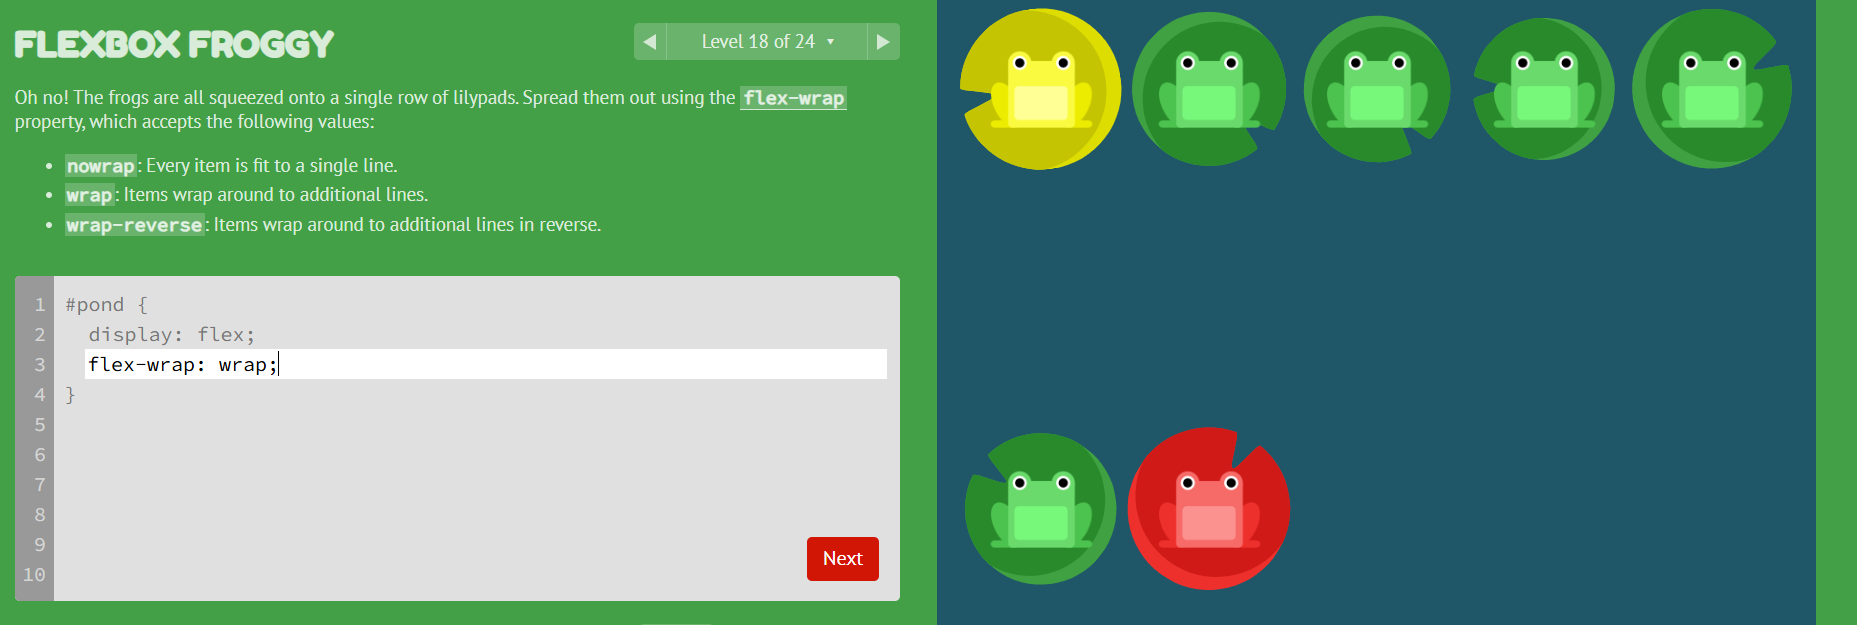 FLEXBOX FROGGY
◀ Level 18 of 24 ▼ ▶
Oh no! The frogs are all squeezed onto a single row of lilypads. Spread them out using the flex-wrap
property, which accepts the following values:
• nowrap: Every item is fit to a single line.
• wrap: Items wrap around to additional lines.
• wrap-reverse: Items wrap around to additional lines in reverse.
1 #pond {
2 display: flex;
3 flex-wrap: wrap;
4 }
5
6
7
8
9
10
Next